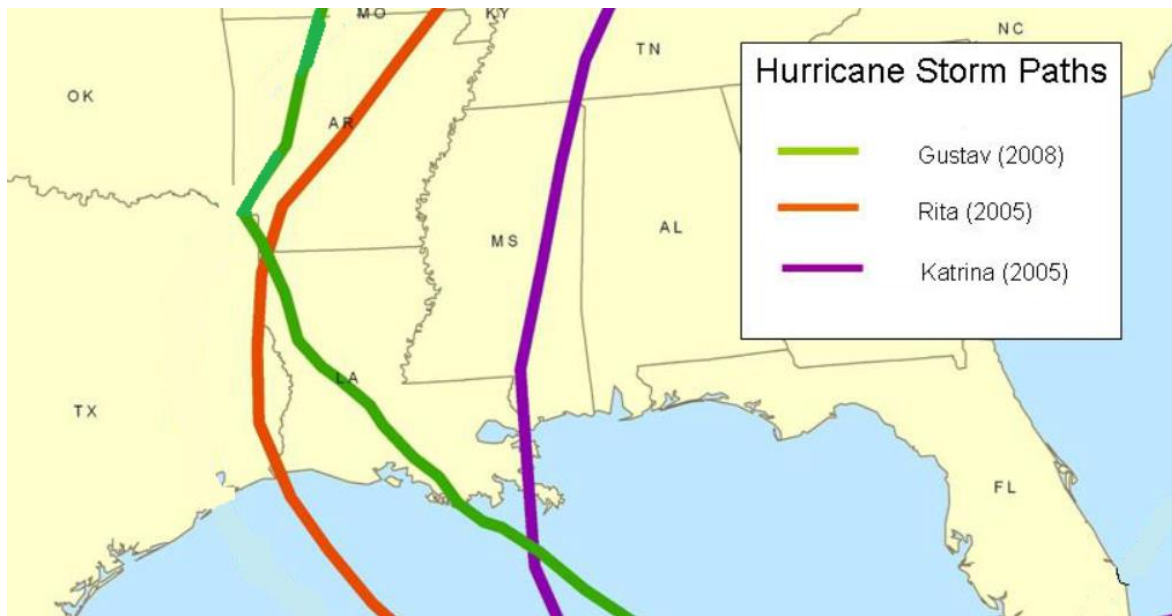 MO
KY
NC
TN
Hurricane Storm Paths
OK
AR
Gustav (2008)
Rita (2005)
MS
AL
Katrina (2005)
LA
TX
FL